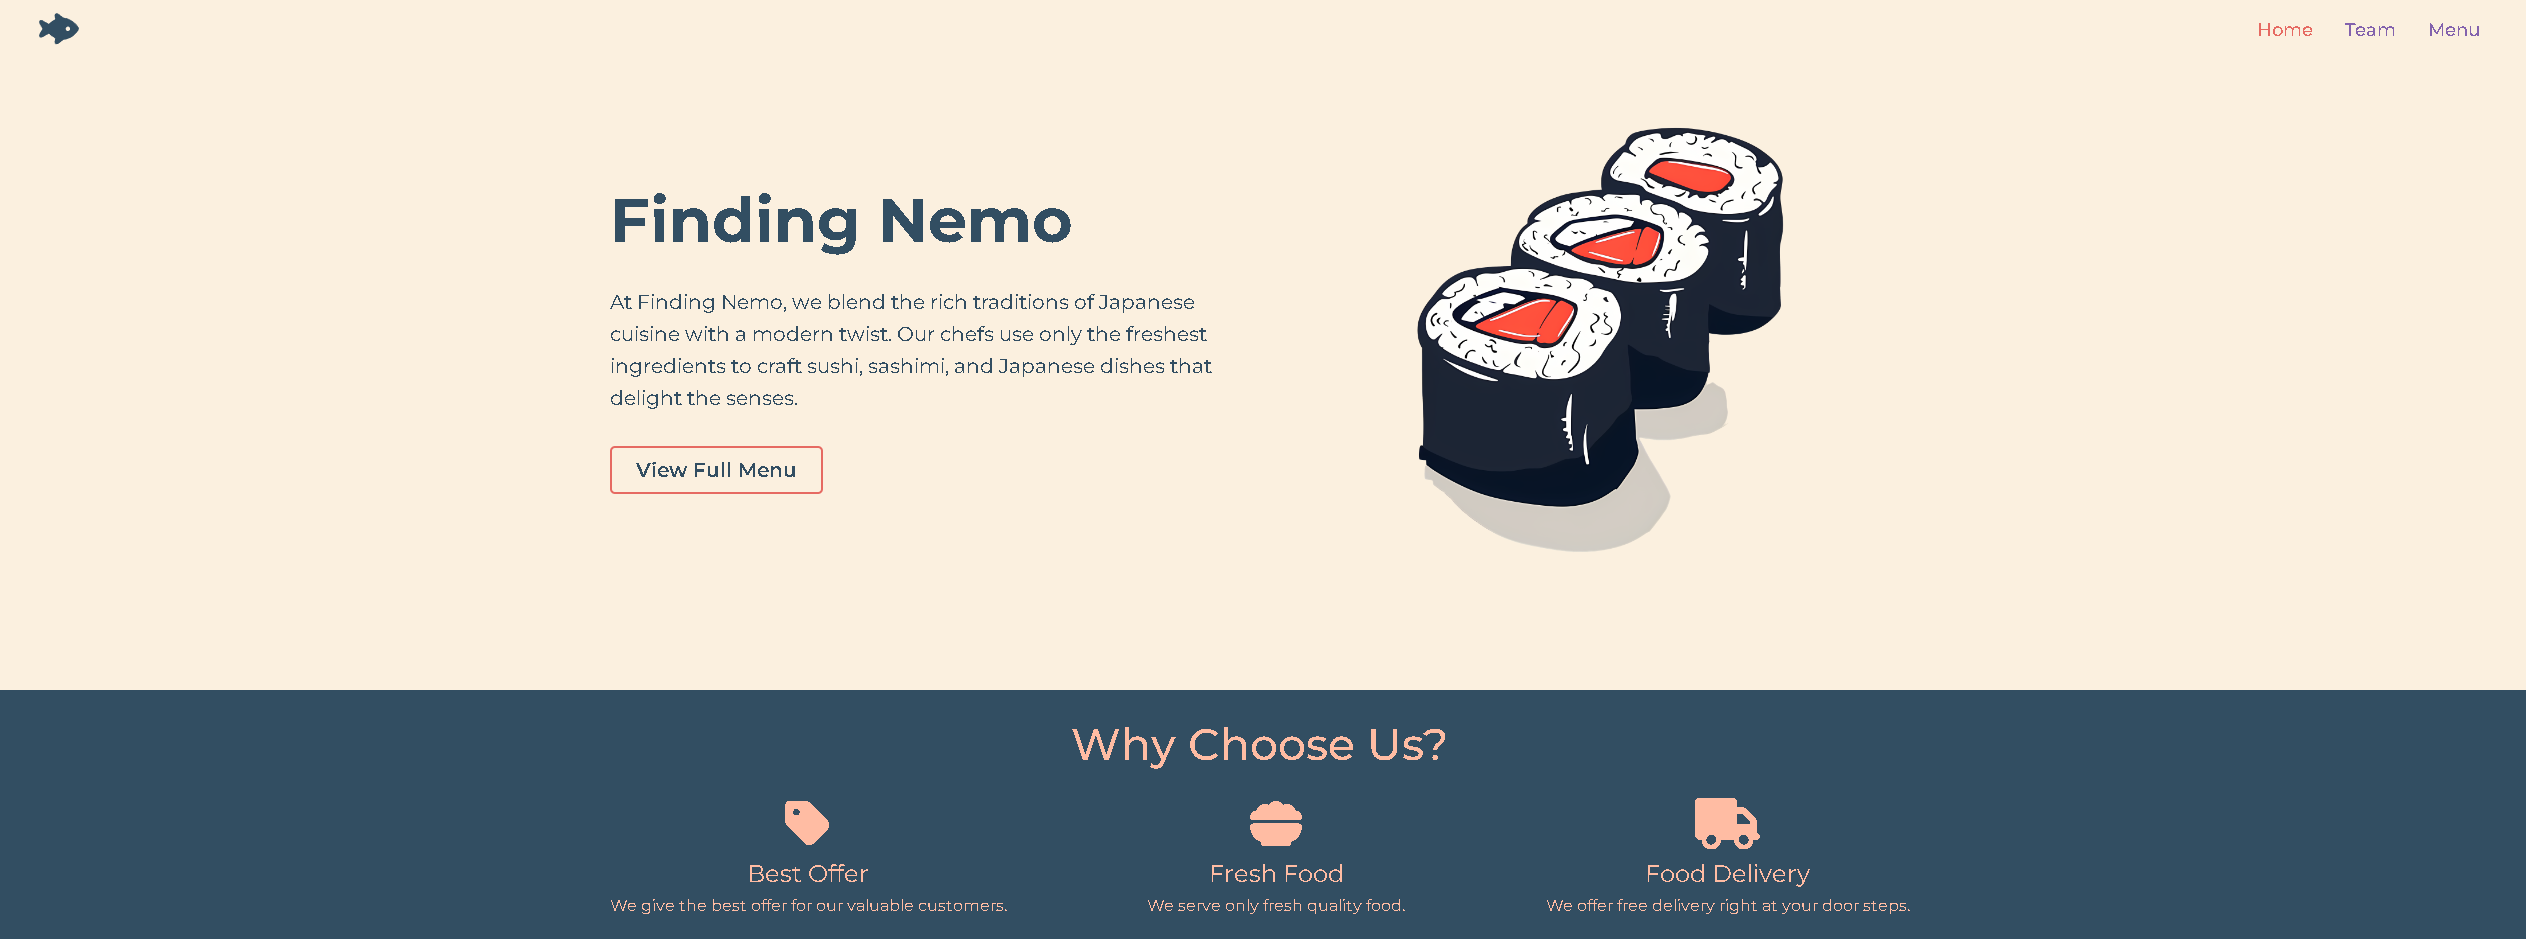 Home Team Menu
Finding Nemo
At Finding Nemo, we blend the rich traditions of Japanese
cuisine with a modern twist. Our chefs use only the freshest
ingredients to craft sushi, sashimi, and Japanese dishes that
delight the senses.
View Full Menu
Why Choose Us?
Best Offer
We give the best offer for our valuable customers.
Fresh Food
We serve only fresh quality food.
Food Delivery
We offer free delivery right at your door steps.